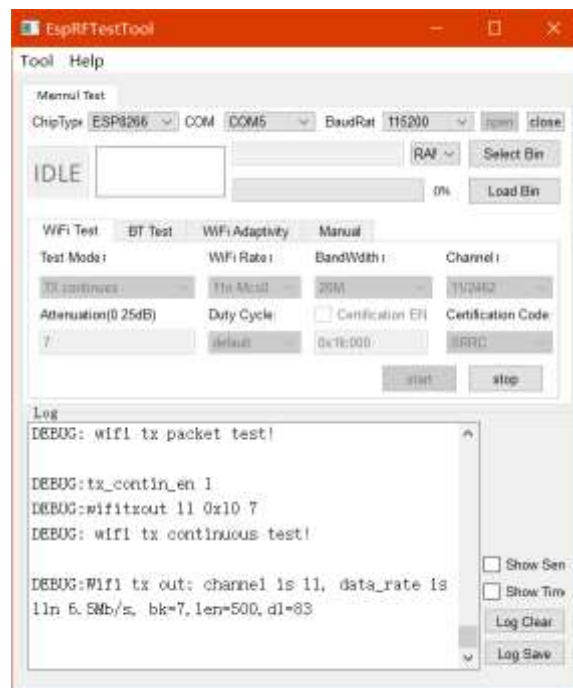 EspRFTestTool
Tool Help
Mannul Test
ChipType ESP8266 COM COM5 BaudRat 115200 open close
RAM Select Bin
IDLE
0% Load Bin
WiFi Test BT Test WiFi Adaptivity Manual
Test Mode: WiFi Rate: BandWidth: Channel:
TX continues 11n Mcs0 20M 11/2462
Attenuation(0.25dB) Duty Cycle: Certification EN Certification Code
7 default 0x1fc000 SRRC
start stop
Log
DEBUG: wifi tx packet test!
DEBUG:tx_contin_en 1
DEBUG:wifitxout 11 0x10 7
DEBUG: wifi tx continuous test!
Show Sen
DEBUG:Wifi tx out: channel is 11, data_rate is
Show Time
11n 6.5Mb/s, bk=7,len=500,dl=83
Log Clear
Log Save